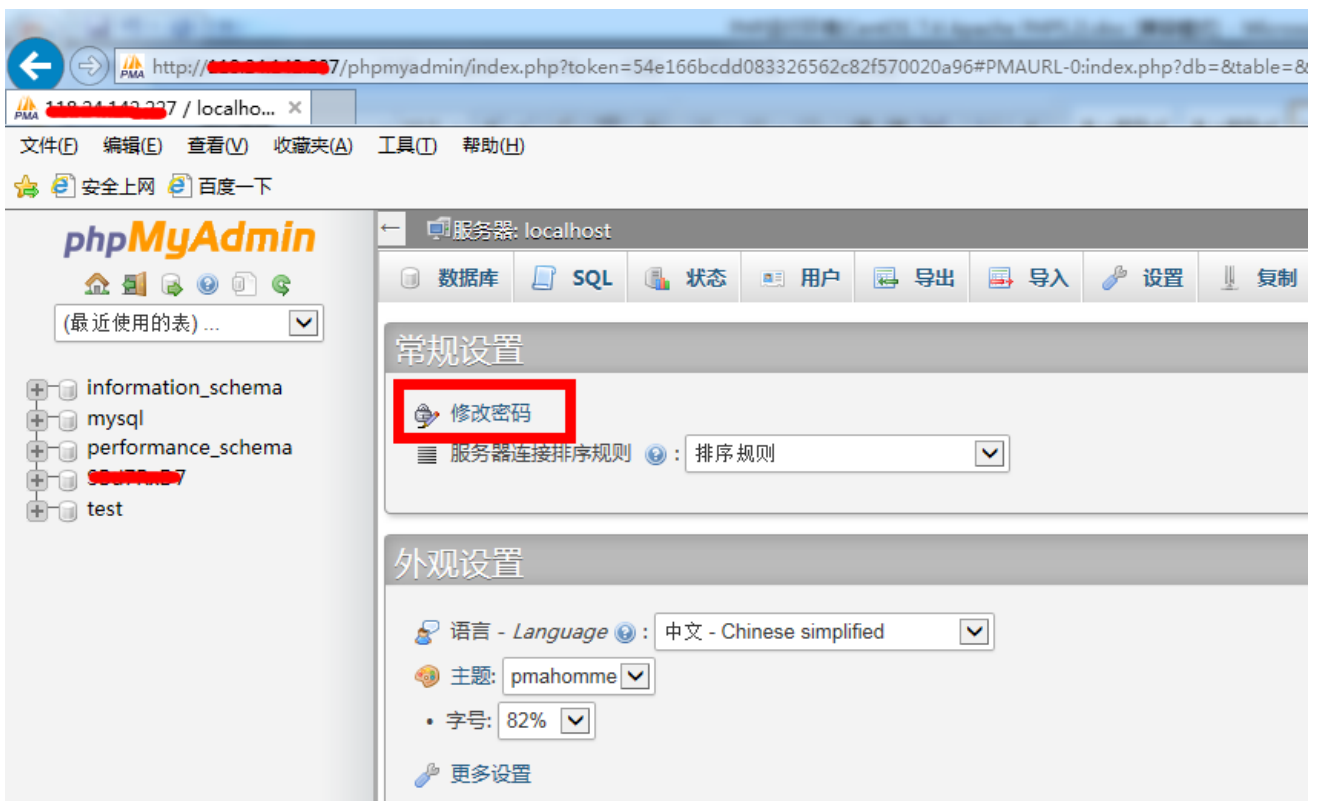 http://7/phpmyadmin/index.php?token=54e166bcdd083326562c82f570020a96#PMAURL-0:index.php?db=&table=&
PMA
7 / localho... ×
PMA
文件(F) 编辑(E) 查看(V) 收藏夹(A) 工具(T) 帮助(H)
安全上网 百度一下
phpMyAdmin
(最近使用的表) ...
information_schema
mysql
performance_schema
7
test
服务器: localhost
数据库 SQL 状态 用户 导出 导入 设置 复制
常规设置
修改密码
服务器连接排序规则 : 排序规则
外观设置
语言 - Language : 中文 - Chinese simplified
主题: pmahomme
• 字号: 82%
更多设置